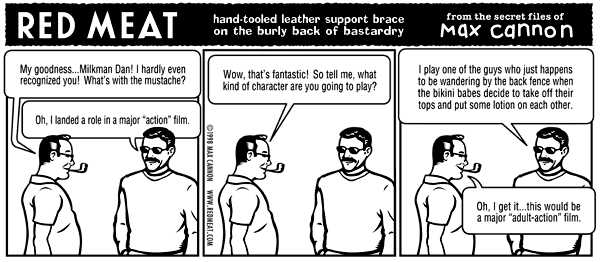 RED MEAT
hand-tooled leather support brace
on the burly back of bastardry
from the secret files of
Max CaNNoN
My goodness...Milkman Dan! I hardly even
recognized you! What's with the mustache?
Oh, I landed a role in a major "action" film.
©1998 MAX CANNON WWW.REDMEAT.COM
Wow, that's fantastic! So tell me, what
kind of character are you going to play?
I play one of the guys who just happens
to be wandering by the back fence when
the bikini babes decide to take off their
tops and put some lotion on each other.
Oh, I get it...this would be
a major "adult-action" film.